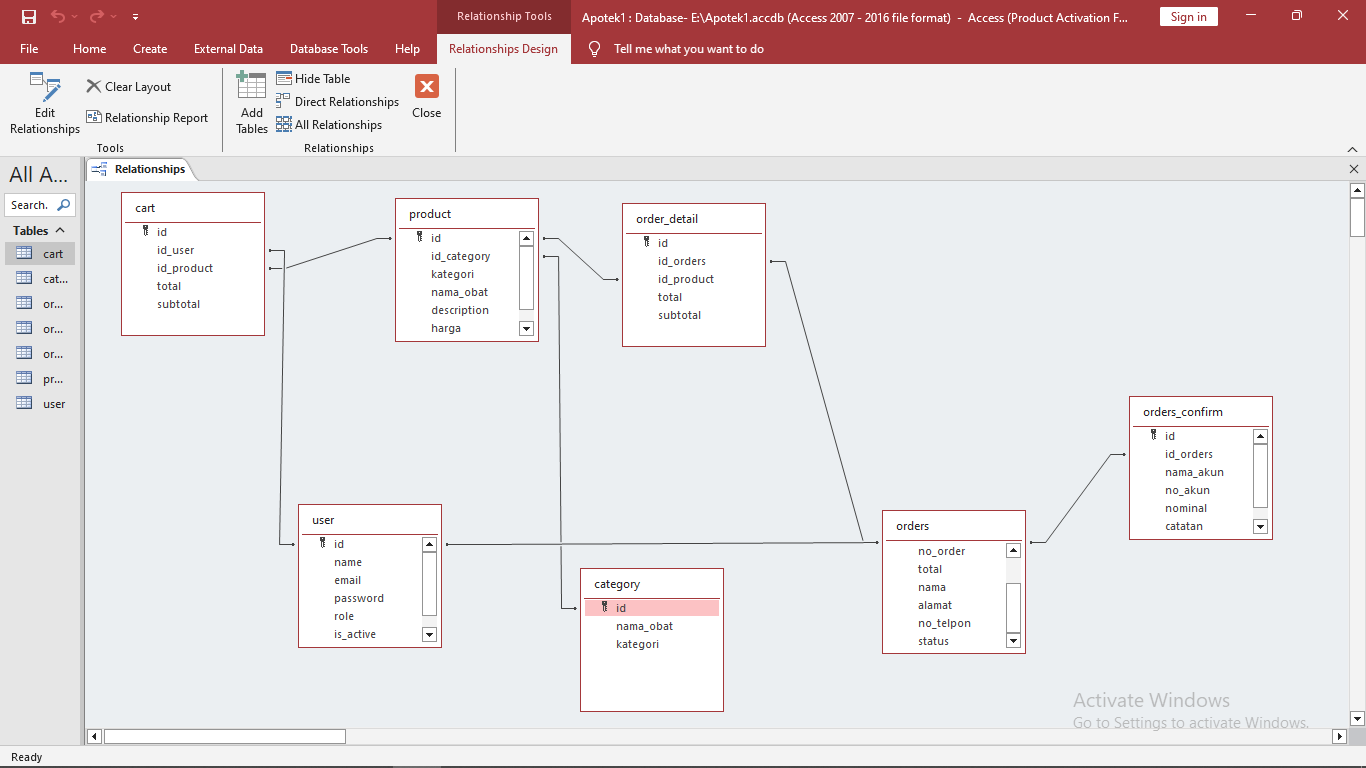 Relationship Tools
Apotek1 : Database- E:\Apotek1.accdb (Access 2007 - 2016 file format) - Access (Product Activation F...
Sign in
File
Home
Create
External Data
Database Tools
Help
Relationships Design
Tell me what you want to do
Edit
Relationships
Clear Layout
Relationship Report
Tools
Add
Tables
Hide Table
Direct Relationships
All Relationships
Close
Relationships
All A...
Search.
Tables
cart
cat...
or...
or...
or...
pr...
user
Relationships
cart
id
id_user
id_product
total
subtotal
product
id
id_category
kategori
nama_obat
description
harga
order_detail
id
id_orders
id_product
total
subtotal
orders_confirm
id
id_orders
nama_akun
no_akun
nominal
catatan
user
id
name
email
password
role
is_active
category
id
nama_obat
kategori
orders
no_order
total
nama
alamat
no_telpon
status
Activate Windows
Go to Settings to activate Windows.
Ready